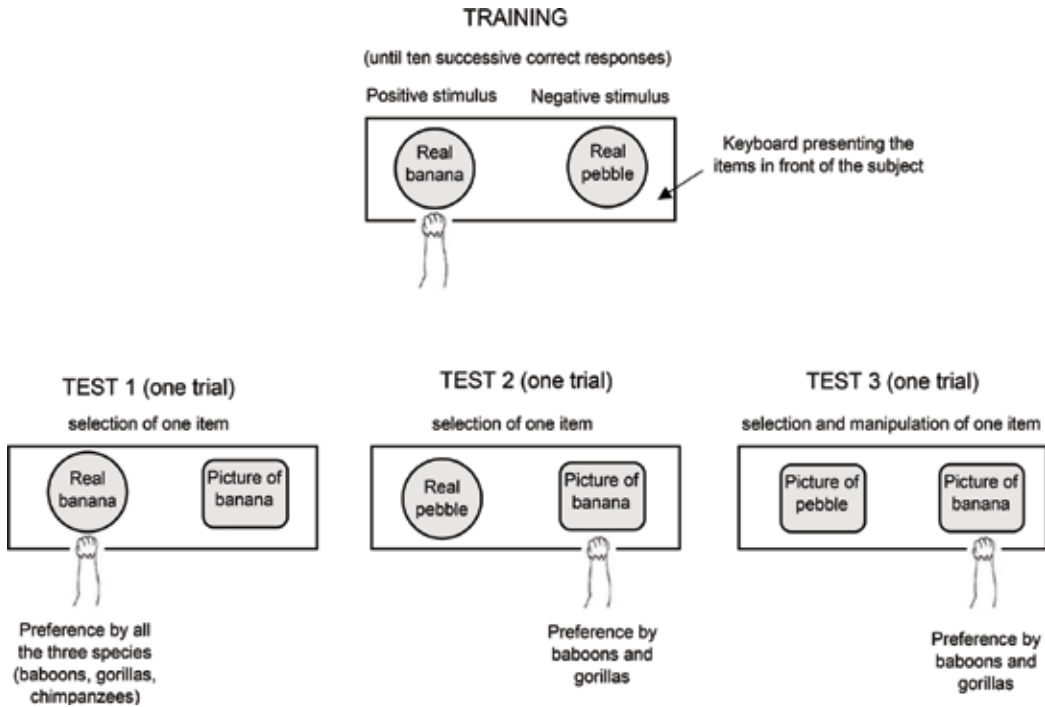 TRAINING
(until ten successive correct responses)
Positive stimulus
Negative stimulus
Real
banana
Real
pebble
Keyboard presenting the
items in front of the subject
TEST 1 (one trial)
selection of one item
Real
banana
Picture of
banana
Preference by all
the three species
(baboons, gorillas,
chimpanzees)
TEST 2 (one trial)
selection of one item
Real
pebble
Picture of
banana
Preference by
baboons and
gorillas
TEST 3 (one trial)
selection and manipulation of one item
Picture of
pebble
Picture of
banana
Preference by
baboons and
gorillas